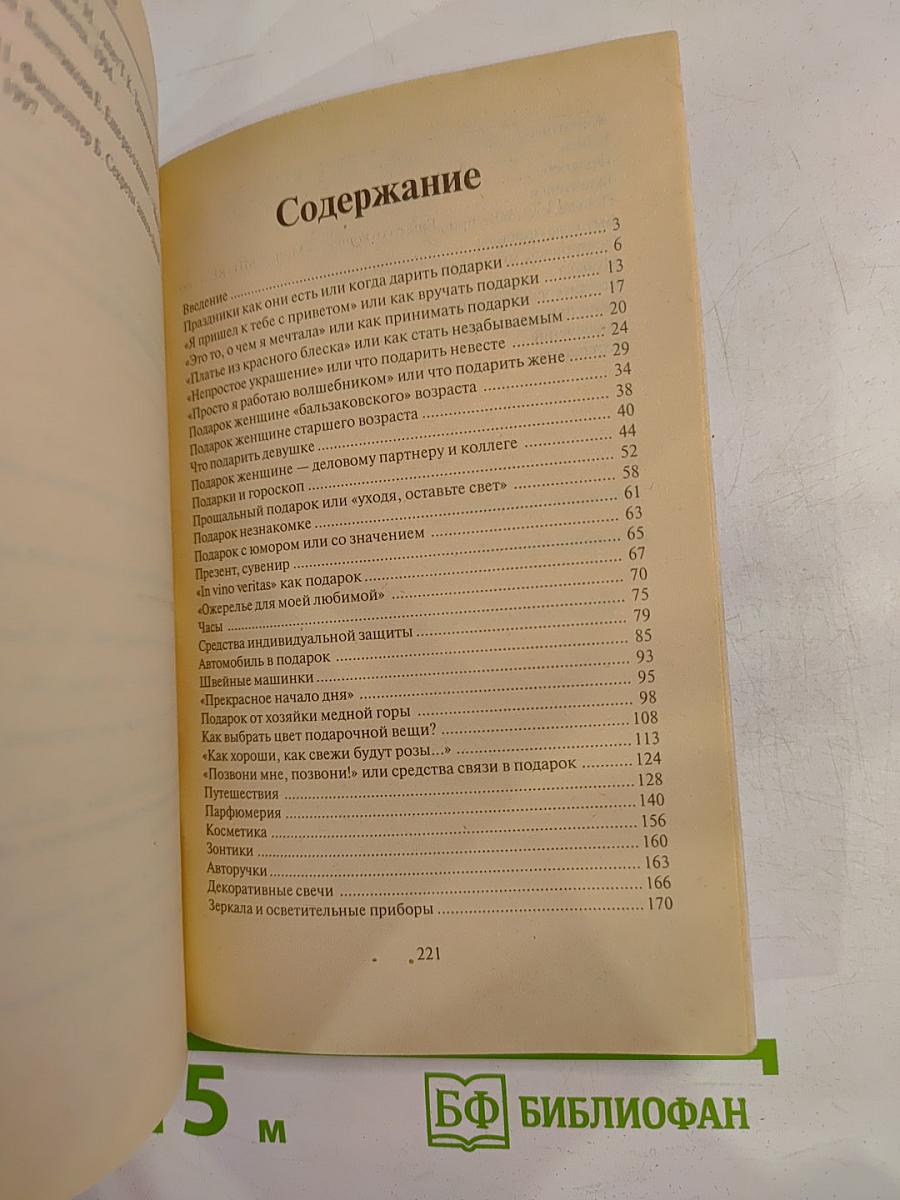 Содержание
Введение ........ 3
Праздники как они есть или когда дарить подарки ........ 6
«Я пришел к тебе с приветом» или как вручать подарки ........ 13
«Это то, о чем я мечтала» или как принимать подарки ........ 17
«Платье из красного блеска» или как стать незабываемым ........ 20
«Непростое украшение» или что подарить невесте ........ 24
«Просто я работаю волшебником» или что подарить жене ........ 29
Подарок женщине «бальзаковского» возраста ........ 34
Подарок женщине старшего возраста ........ 38
Что подарить девушке ........ 40
Подарок женщине — деловому партнеру и коллеге ........ 44
Подарки и гороскоп ........ 52
Прощальный подарок или «уходя, оставьте свет» ........ 58
Подарок незнакомке ........ 61
Подарок с юмором или со значением ........ 63
Презент, сувенир ........ 65
«In vino veritas» как подарок ........ 67
«Ожерелье для моей любимой» ........ 70
Часы ........ 75
Средства индивидуальной защиты ........ 79
Автомобиль в подарок ........ 85
Швейные машинки ........ 93
«Прекрасное начало дня» ........ 95
Подарок от хозяйки медной горы ........ 98
Как выбрать цвет подарочной вещи? ........ 108
«Как хороши, как свежи будут розы...» ........ 113
«Позвони мне, позвони!» или средства связи в подарок ........ 124
Путешествия ........ 128
Парфюмерия ........ 140
Косметика ........ 156
Зонтики ........ 160
Авторучки ........ 163
Декоративные свечи ........ 166
Зеркала и осветительные приборы ........ 170
221
5 м
БФ БИБЛИОФАН